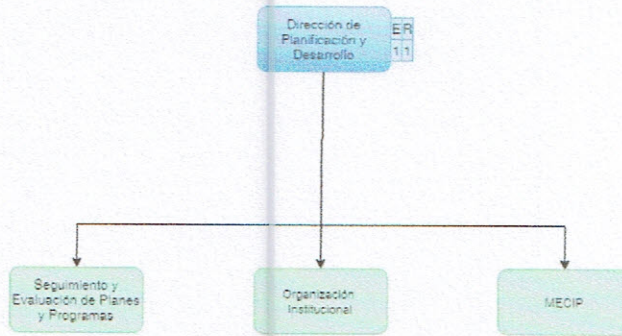 Dirección de
Planificación y
Desarrollo
E R
1 1
Seguimiento y
Evaluación de Planes
y Programas
Organización
Institucional
MECIP